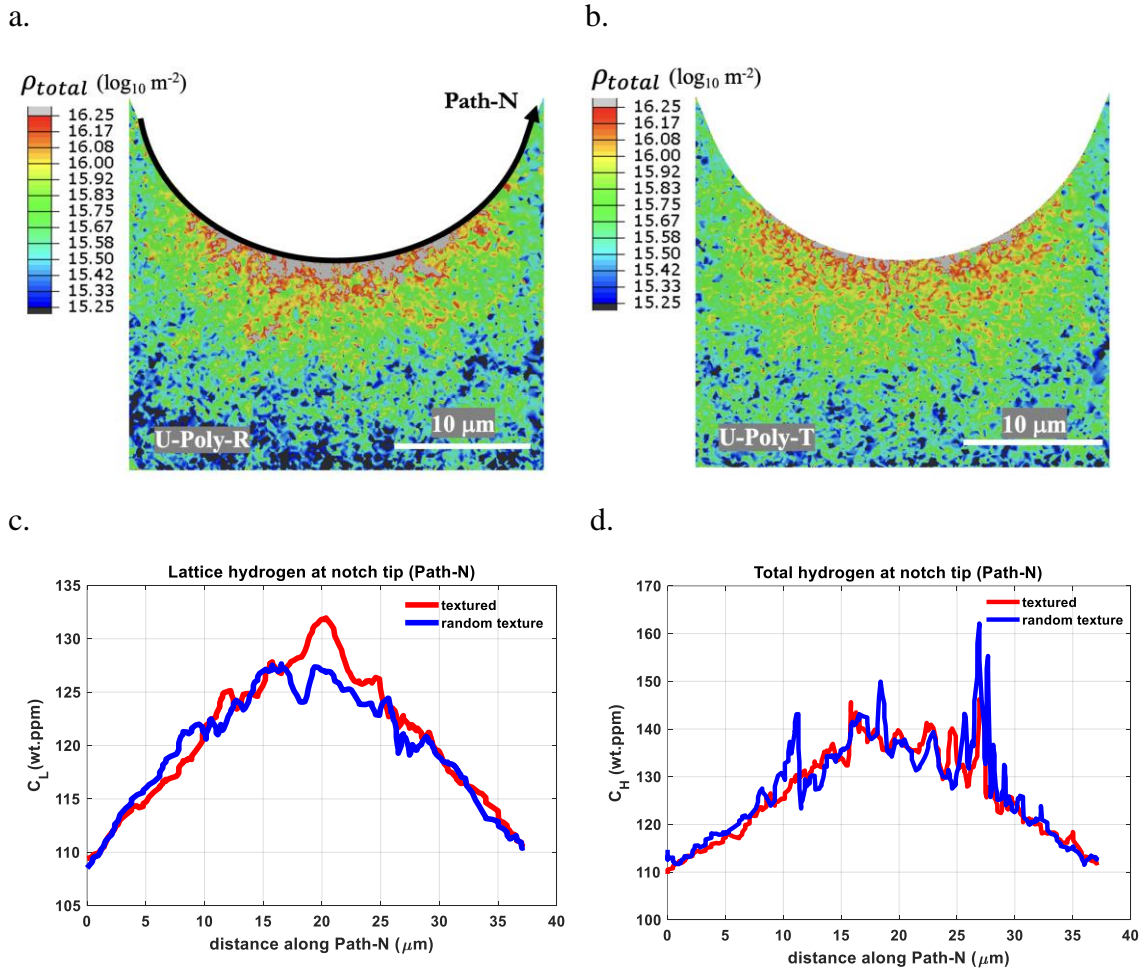 a.
ρtotal (log10 m-2)
16.25
16.17
16.08
16.00
15.92
15.83
15.75
15.67
15.08
15.50
15.42
15.33
15.25
Path-N
U-Poly-R
10 μm
b.
ρtotal (log10 m-2)
16.25
16.17
16.08
16.00
15.92
15.83
15.75
15.67
15.08
15.50
15.42
15.33
15.25
U-Poly-T
10 μm
c.
Lattice hydrogen at notch tip (Path-N)
textured
random texture
CL (wt.ppm)
135
130
125
120
115
110
105
0 5 10 15 20 25 30 35 40
distance along Path-N (μm)
d.
Total hydrogen at notch tip (Path-N)
textured
random texture
CH (wt.ppm)
170
160
150
140
130
120
110
100
0 5 10 15 20 25 30 35 40
distance along Path-N (μm)